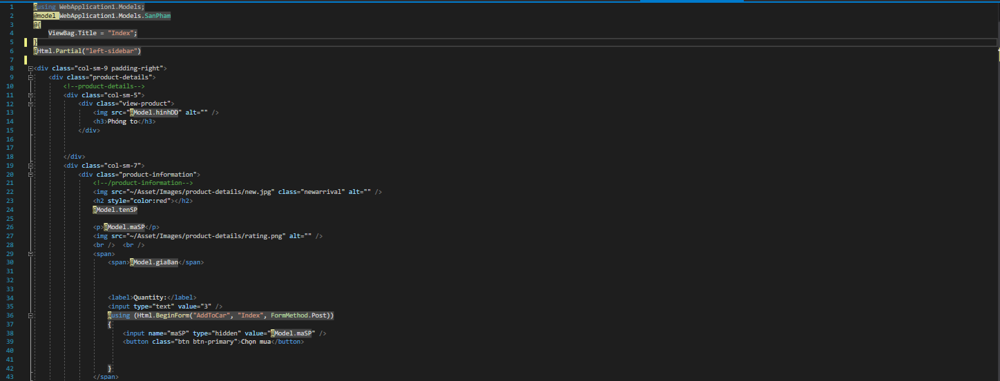 1 @using WebApplication1.Models;
2 @model WebApplication1.Models.SanPham
3 @{
4 ViewBag.Title = "Index";
5 }
6 @Html.Partial("left-sidebar")
7
8 <div class="col-sm-9 padding-right">
9 <div class="product-details">
10 <!--product-details-->
11 <div class="col-sm-5">
12 <div class="view-product">
13 <img src="@Model.hinhDD" alt="" />
14 <h3>Phóng to</h3>
15 </div>
16
17
18 </div>
19 <div class="col-sm-7">
20 <div class="product-information">
21 <!--/product-information-->
22 <img src="~/Asset/Images/product-details/new.jpg" class="newarrival" alt="" />
23 <h2 style="color:red"></h2>
24 @Model.tenSP
25
26 <p>@Model.maSP</p>
27 <img src="~/Asset/Images/product-details/rating.png" alt="" />
28 <br /> <br />
29 <span>
30 <span>@Model.giaBan</span>
31
32
33
34 <label>Quantity:</label>
35 <input type="text" value="3" />
36 @using (Html.BeginForm("AddToCar", "Index", FormMethod.Post))
37 {
38 <input name="maSP" type="hidden" value="@Model.maSP" />
39 <button class="btn btn-primary">Chọn mua</button>
40
41
42 }
43 </span>